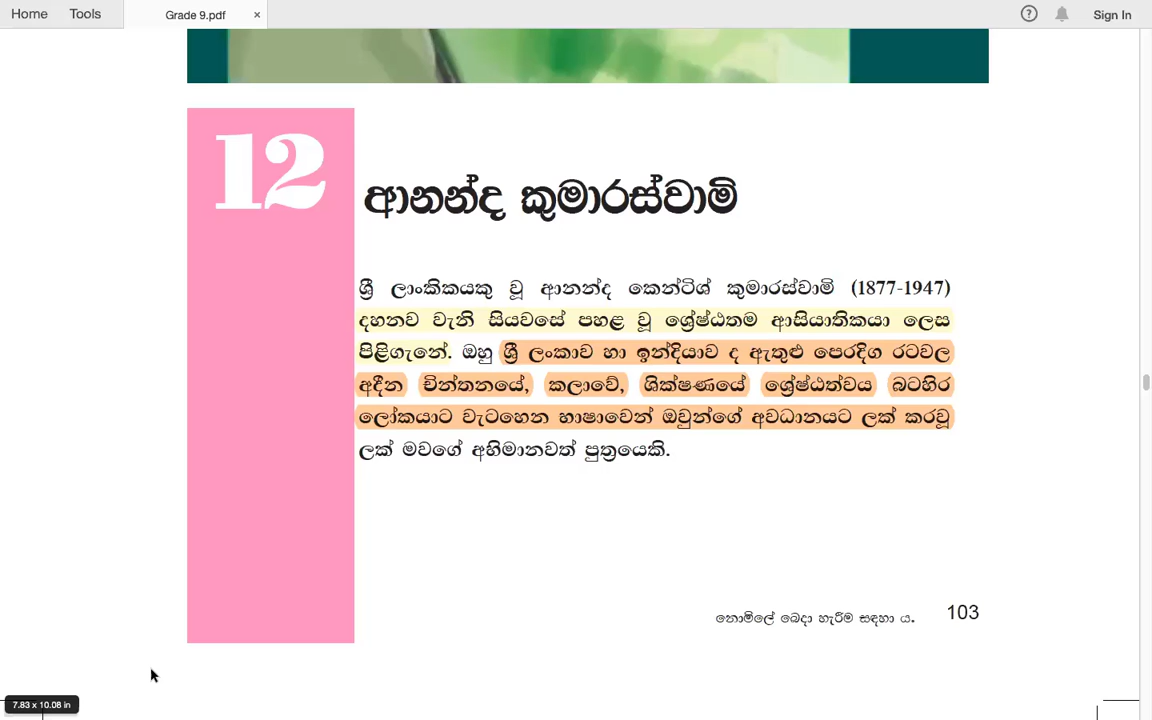 Home Tools Grade 9.pdf × Sign In
12
ආනන්ද කුමාරස්වාමි
ශ්‍රී ලාංකිකයකු වූ ආනන්ද කෙන්ටිශ් කුමාරස්වාමි (1877-1947)
දහනව වැනි සියවසේ පහළ වූ ශ්‍රේෂ්ඨතම ආසියාතිකයා ලෙස
පිළිගැනේ. ඔහු ශ්‍රී ලංකාව හා ඉන්දියාව ද ඇතුළු පෙරදිග රටවල
අදීන චින්තනයේ, කලාවේ, ශික්ෂණයේ ශ්‍රේෂ්ඨත්වය බටහිර
ලෝකයාට වැටහෙන භාෂාවෙන් ඔවුන්ගේ අවධානයට ලක් කරවූ
ලක් මවගේ අභිමානවත් පුත්‍රයෙකි.
නොමිලේ බෙදා හැරීම සඳහා ය. 103
7.83 x 10.08 in